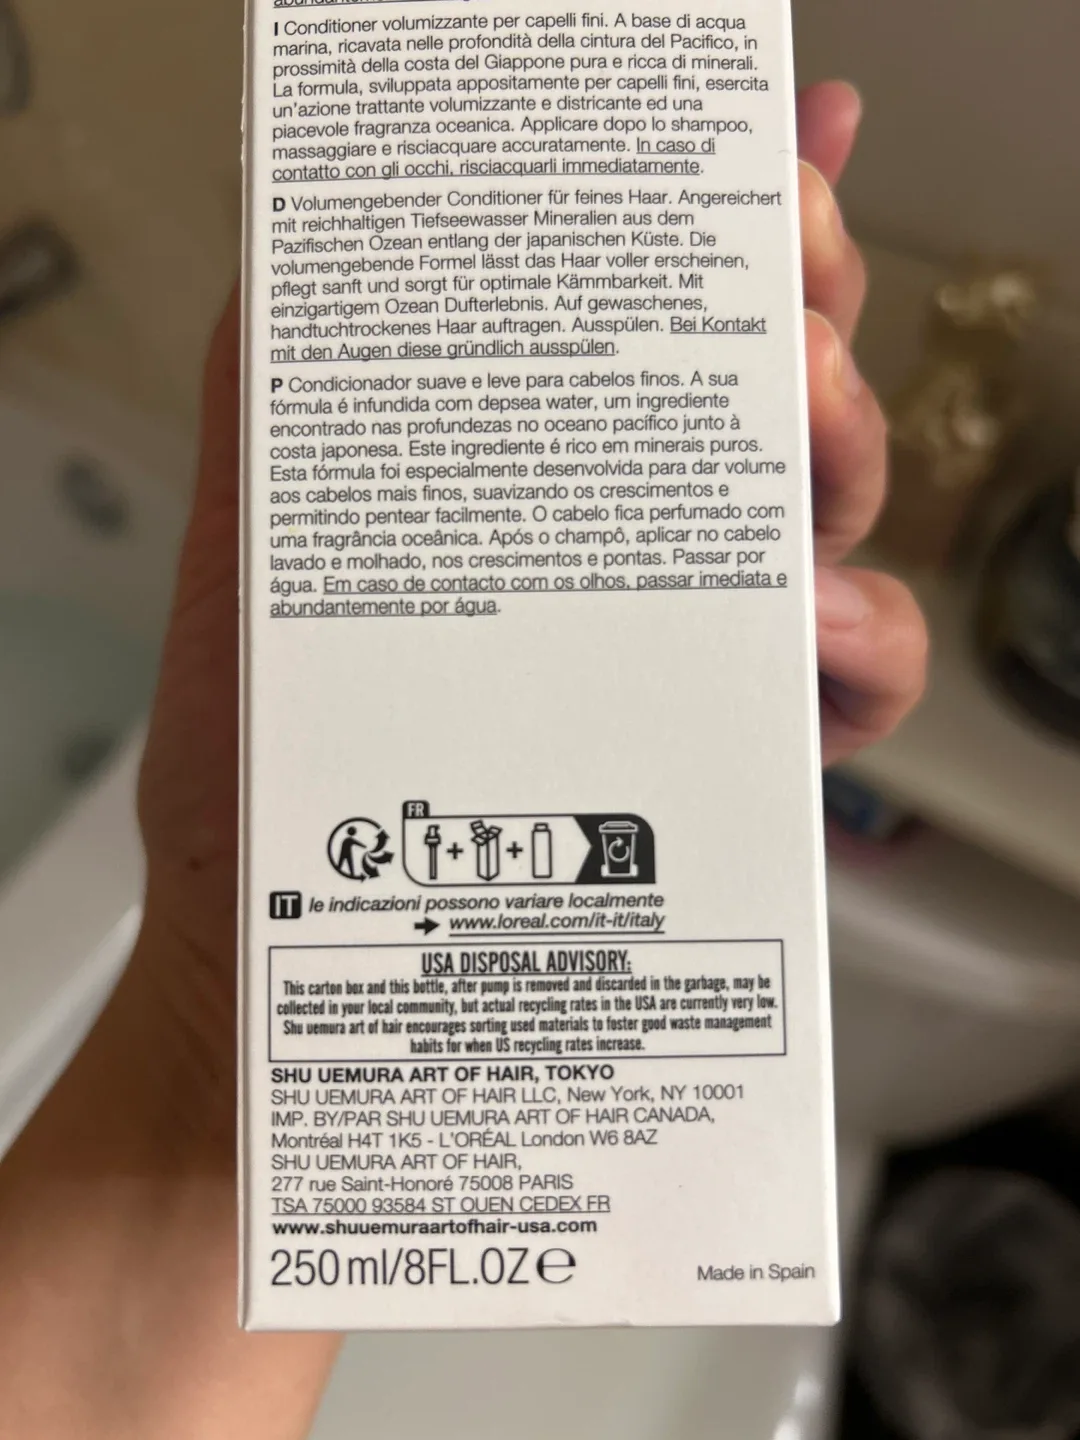 I Conditioner volumizzante per capelli fini. A base di acqua
marina, ricavata nelle profondità della cintura del Pacifico, in
prossimità della costa del Giappone pura e ricca di minerali.
La formula, sviluppata appositamente per capelli fini, esercita
un'azione trattante volumizzante e districante ed una
piacevole fragranza oceanica. Applicare dopo lo shampoo,
massaggiare e risciacquare accuratamente. In caso di
contatto con gli occhi, risciacquarli immediatamente.
D Volumengebender Conditioner für feines Haar. Angereichert
mit reichhaltigen Tiefseewasser Mineralien aus dem
Pazifischen Ozean entlang der japanischen Küste. Die
volumengebende Formel lässt das Haar voller erscheinen,
pflegt sanft und sorgt für optimale Kämmbarkeit. Mit
einzigartigem Ozean Dufterlebnis. Auf gewaschenes,
handtuchtrockenes Haar auftragen. Ausspülen. Bei Kontakt
mit den Augen diese gründlich ausspülen.
P Condicionador suave e leve para cabelos finos. A sua
fórmula é infundida com depsea water, um ingrediente
encontrado nas profundezas no oceano pacífico junto à
costa japonesa. Este ingrediente é rico em minerais puros.
Esta fórmula foi especialmente desenvolvida para dar volume
aos cabelos mais finos, suavizando os crescimentos e
permitindo pentear facilmente. O cabelo fica perfumado com
uma fragrância oceânica. Após o champô, aplicar no cabelo
lavado e molhado, nos crescimentos e pontas. Passar por
água. Em caso de contacto com os olhos, passar imediata e
abundantemente por água.
FR
IT le indicazioni possono variare localmente
www.loreal.com/it-it/italy
USA DISPOSAL ADVISORY:
This carton box and this bottle, after pump is removed and discarded in the garbage, may be
collected in your local community, but actual recycling rates in the USA are currently very low.
Shu uemura art of hair encourages sorting used materials to foster good waste management
habits for when US recycling rates increase.
SHU UEMURA ART OF HAIR, TOKYO
SHU UEMURA ART OF HAIR LLC, New York, NY 10001
IMP. BY/PAR SHU UEMURA ART OF HAIR CANADA,
Montréal H4T 1K5 - L'ORÉAL London W6 8AZ
SHU UEMURA ART OF HAIR,
277 rue Saint-Honoré 75008 PARIS
TSA 75000 93584 ST OUEN CEDEX FR
www.shuuemuraartofhair-usa.com
250 ml/8FL.OZ e
Made in Spain